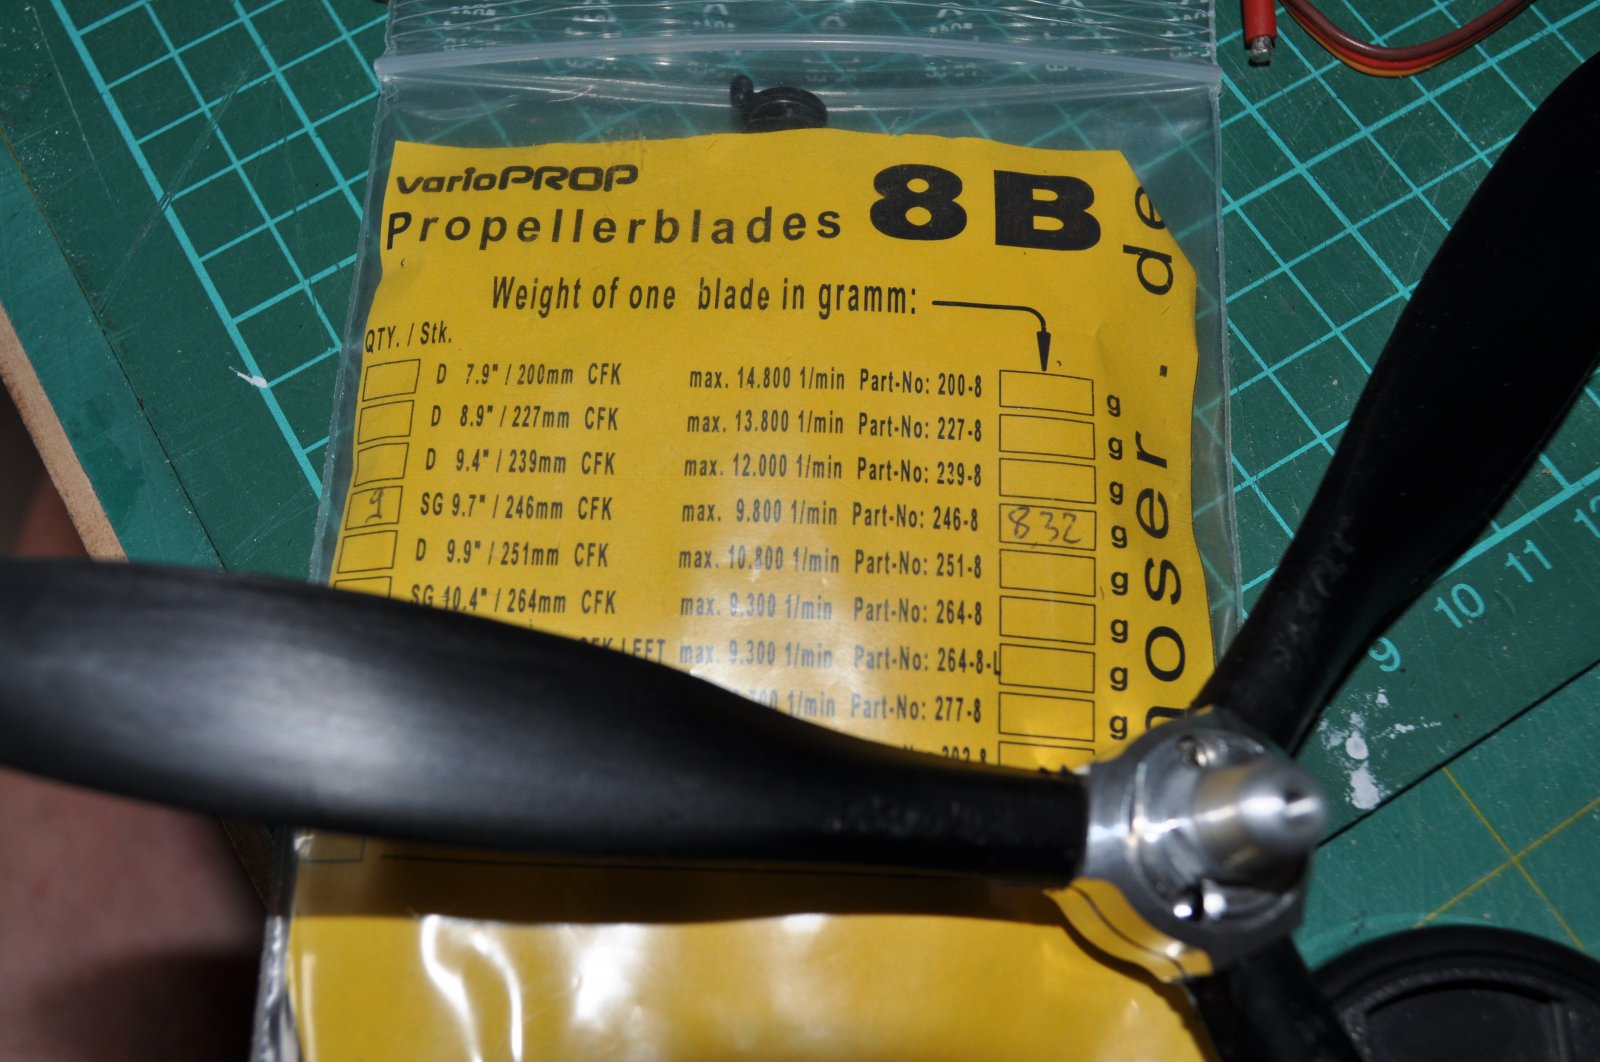 varioPROP
Propellerblades 8B
Weight of one blade in gramm:
QTY. / Stk.
D 7.9" / 200mm CFK max. 14.800 1/min Part-No: 200-8 g
D 8.9" / 227mm CFK max. 13.800 1/min Part-No: 227-8 g
D 9.4" / 239mm CFK max. 12.000 1/min Part-No: 239-8 g
9 SG 9.7" / 246mm CFK max. 9.800 1/min Part-No: 246-8 8,32 g
D 9.9" / 251mm CFK max. 10.800 1/min Part-No: 251-8 g
SG 10.4" / 264mm CFK max. 9.300 1/min Part-No: 264-8 g
CFK LEFT max. 9.300 1/min Part-No: 264-8-L g
1/min Part-No: 277-8 g
noser - de
9
10
11
12